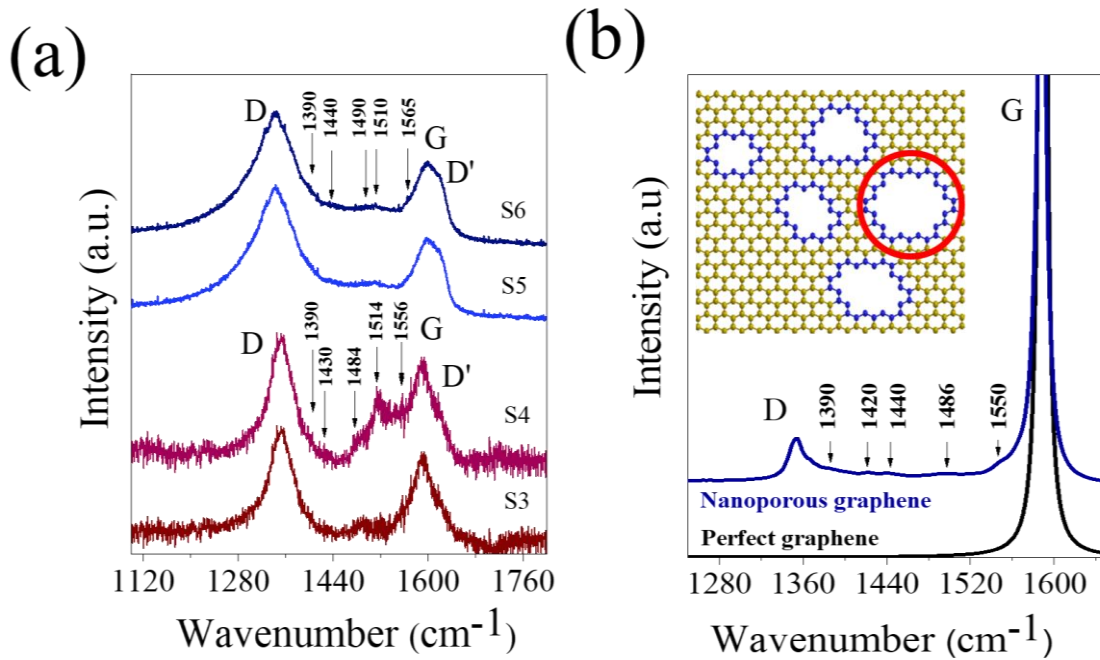 (a)
Intensity (a.u.)
D
1390
1440
1490
1510
1565
G
D'
S6
S5
D
1390
1430
1484
1514
1556
G
D'
S4
S3
1120 1280 1440 1600 1760
Wavenumber (cm-1)
(b)
Intensity (a.u)
G
D
1390
1420
1440
1486
1550
Nanoporous graphene
Perfect graphene
1280 1360 1440 1520 1600
Wavenumber (cm-1)